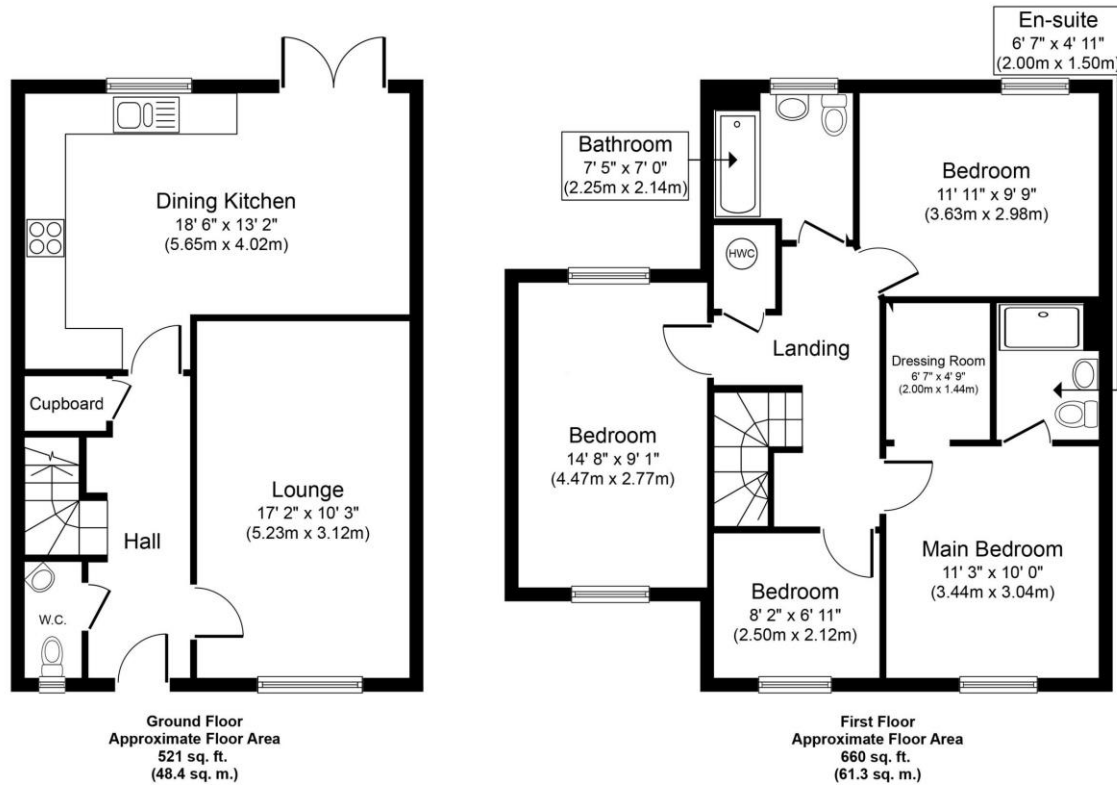 Dining Kitchen
18' 6" x 13' 2"
(5.65m x 4.02m)
Cupboard
Lounge
17' 2" x 10' 3"
(5.23m x 3.12m)
Hall
W.C.
Ground Floor
Approximate Floor Area
521 sq. ft.
(48.4 sq. m.)
En-suite
6' 7" x 4' 11"
(2.00m x 1.50m)
Bathroom
7' 5" x 7' 0"
(2.25m x 2.14m)
Bedroom
11' 11" x 9' 9"
(3.63m x 2.98m)
HWC
Landing
Dressing Room
6' 7" x 4' 9"
(2.00m x 1.44m)
Bedroom
14' 8" x 9' 1"
(4.47m x 2.77m)
Main Bedroom
11' 3" x 10' 0"
(3.44m x 3.04m)
Bedroom
8' 2" x 6' 11"
(2.50m x 2.12m)
First Floor
Approximate Floor Area
660 sq. ft.
(61.3 sq. m.)